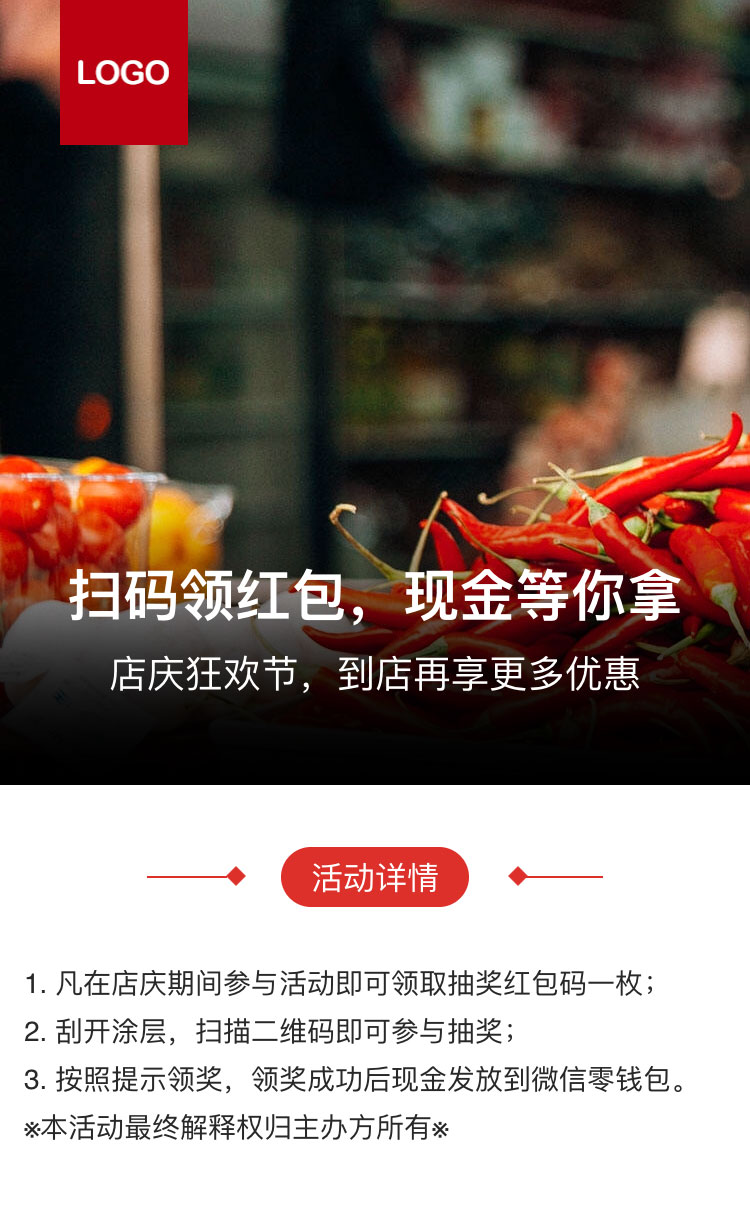 LOGO
扫码领红包，现金等你拿
店庆狂欢节，到店再享更多优惠
活动详情
1. 凡在店庆期间参与活动即可领取抽奖红包码一枚；
2. 刮开涂层，扫描二维码即可参与抽奖；
3. 按照提示领奖，领奖成功后现金发放到微信零钱包。
※本活动最终解释权归主办方所有※